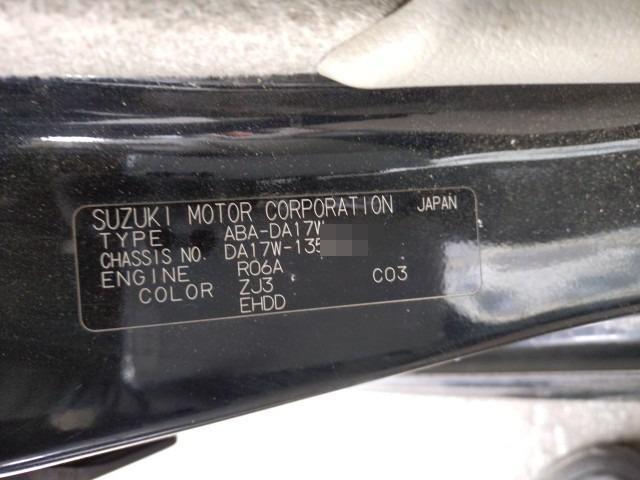 SUZUKI MOTOR CORPORATION JAPAN
TYPE ABA-DA17W
CHASSIS NO. DA17W-135
ENGINE R06A C03
COLOR ZJ3
EHDD